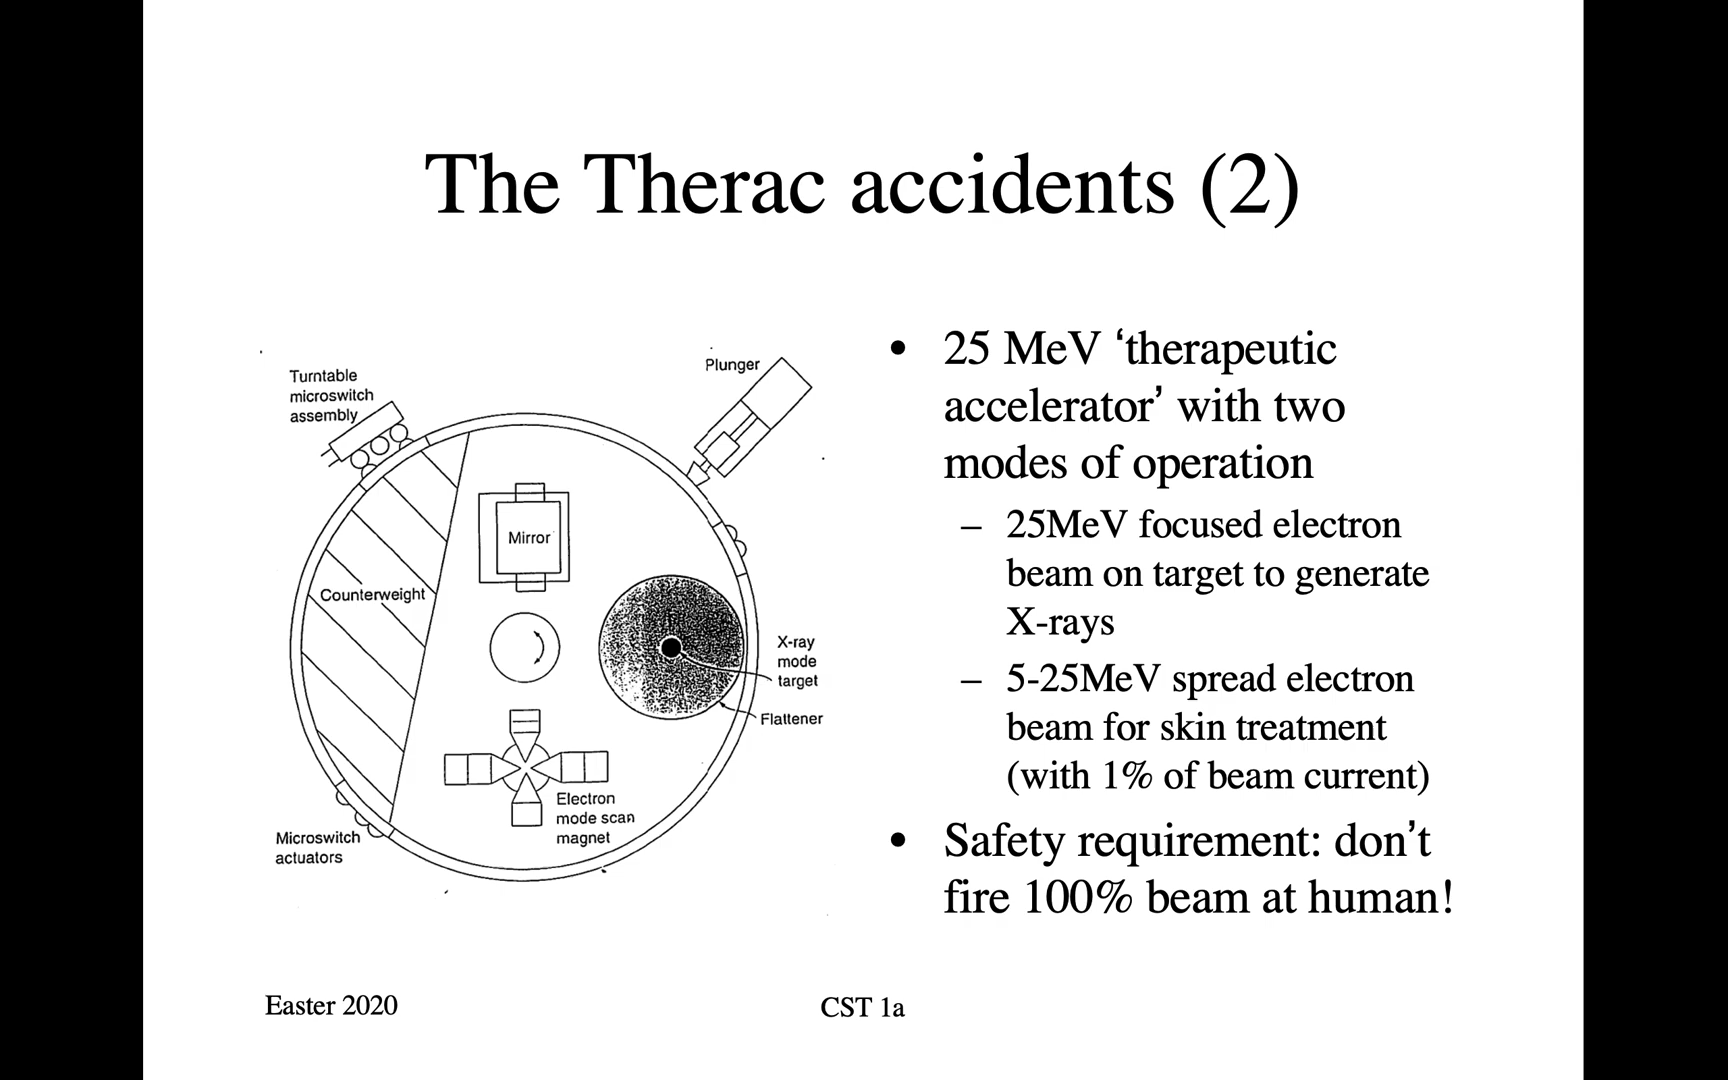 The Therac accidents (2)
Turntable
microswitch
assembly
Plunger
Mirror
Counterweight
X-ray
mode
target
Flattener
Electron
mode scan
magnet
Microswitch
actuators
• 25 MeV ‘therapeutic
accelerator’ with two
modes of operation
– 25MeV focused electron
beam on target to generate
X-rays
– 5-25MeV spread electron
beam for skin treatment
(with 1% of beam current)
• Safety requirement: don’t
fire 100% beam at human!
Easter 2020
CST 1a